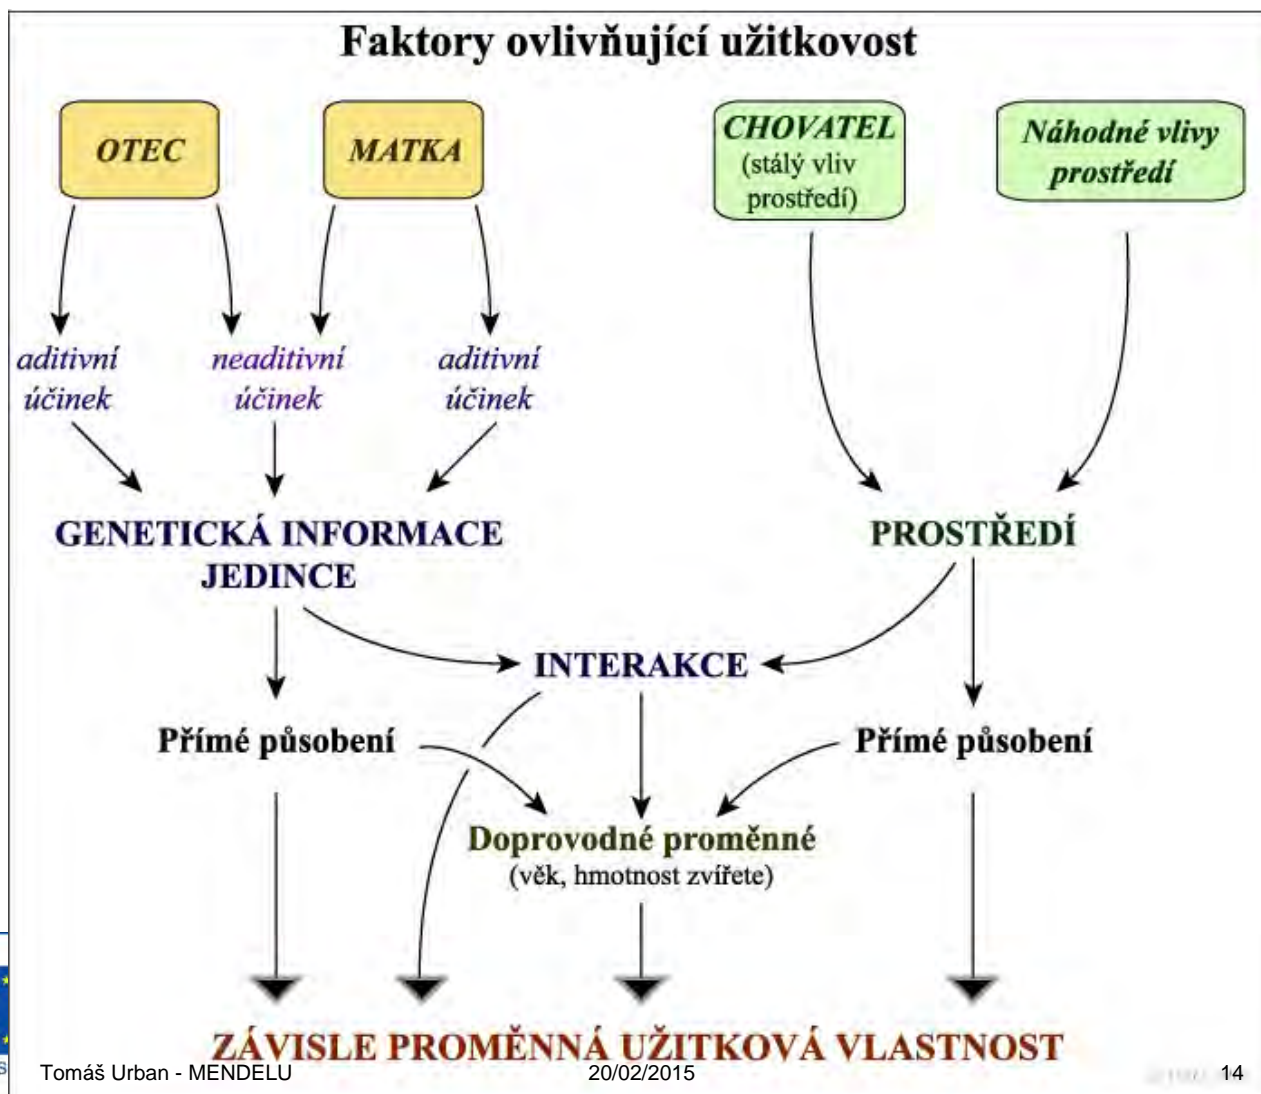 Faktory ovlivňující užitkovost
OTEC
MATKA
CHOVATEL
(stálý vliv
prostředí)
Náhodné vlivy
prostředí
aditivní
účinek
neaditivní
účinek
aditivní
účinek
GENETICKÁ INFORMACE
JEDINCE
PROSTŘEDÍ
INTERAKCE
Přímé působení
Přímé působení
Doprovodné proměnné
(věk, hmotnost zvířete)
ZÁVISLE PROMĚNNÁ UŽITKOVÁ VLASTNOST
Tomáš Urban - MENDELU
20/02/2015
14